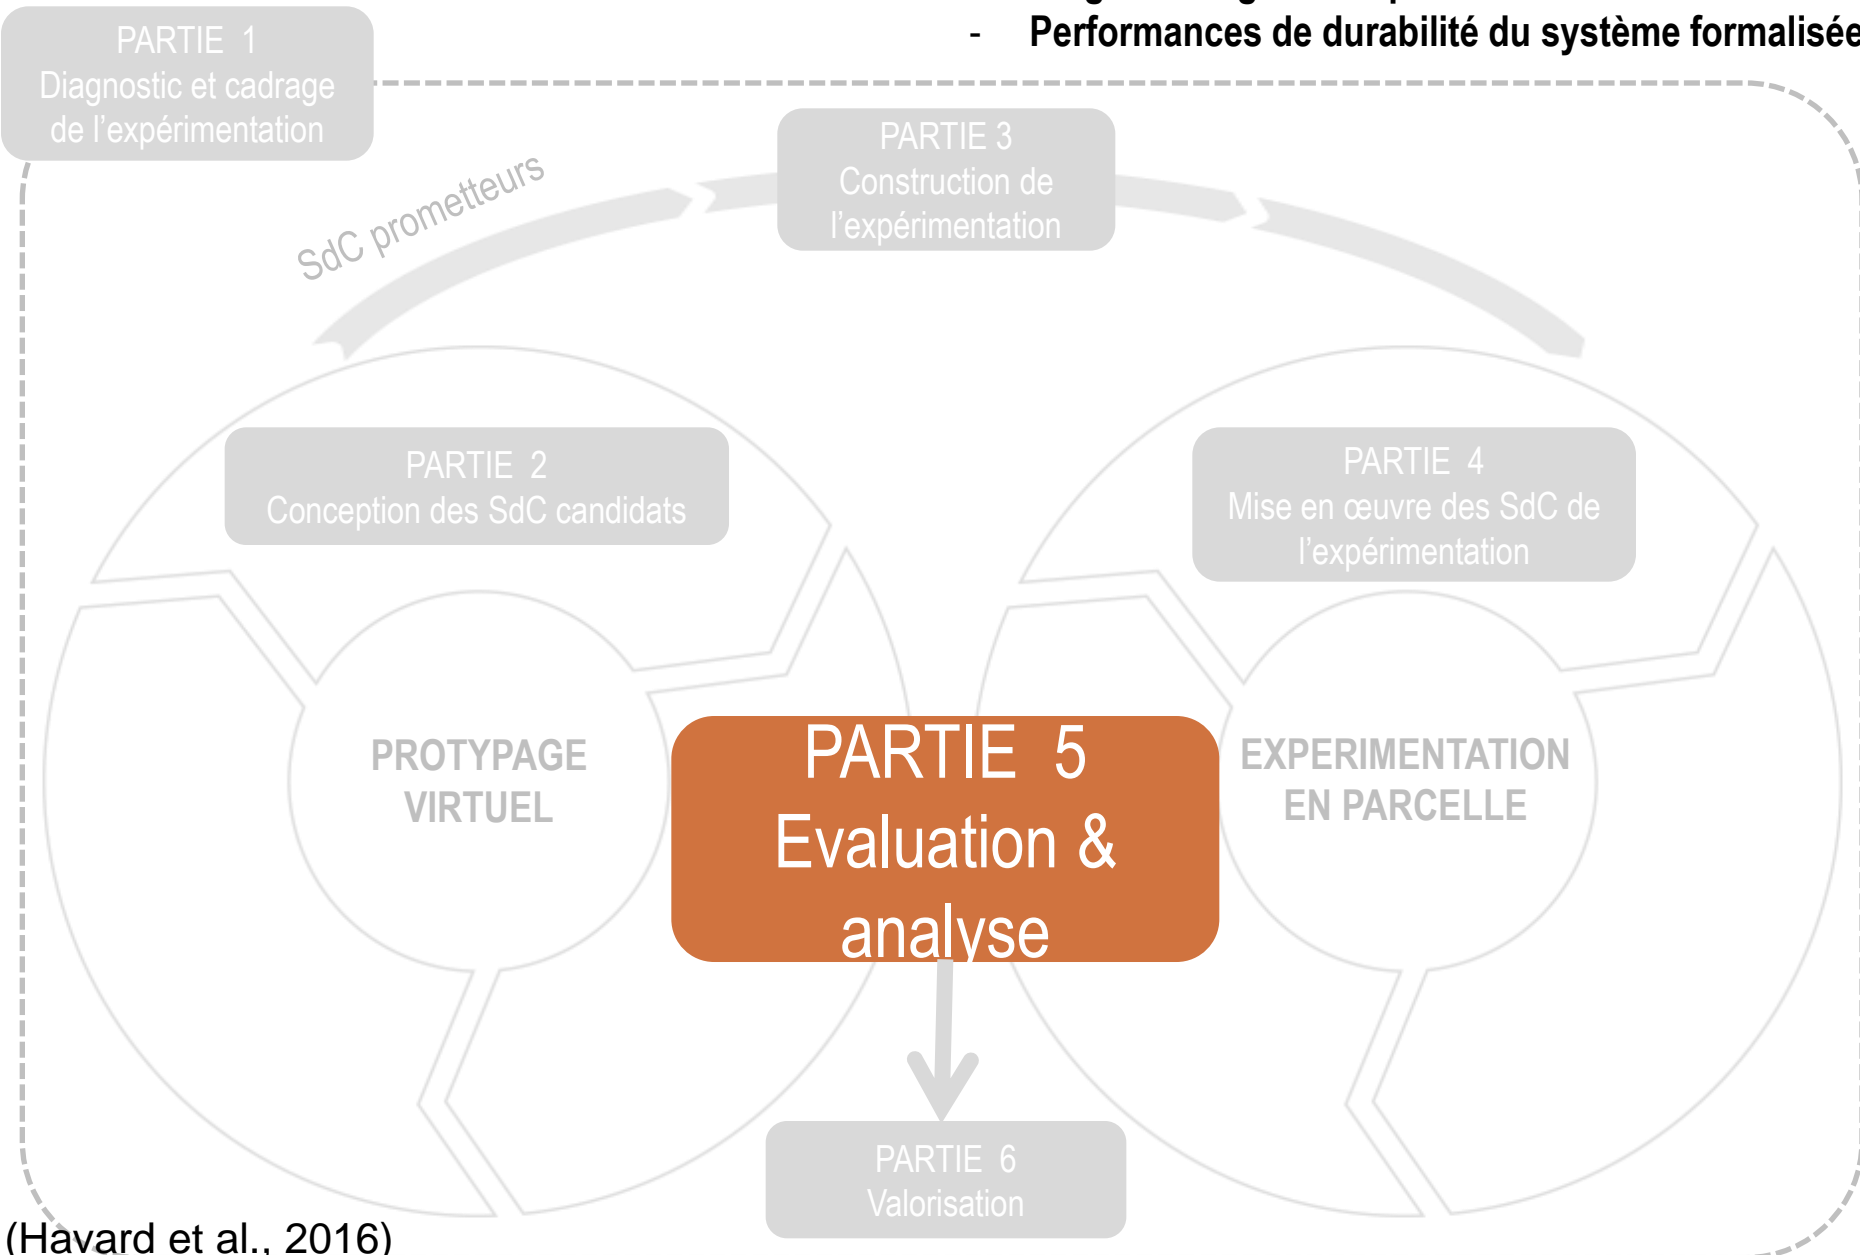 - Performances de durabilité du système formalisée
PARTIE 1
Diagnostic et cadrage
de l'expérimentation
PARTIE 3
Construction de
l'expérimentation
SdC prometteurs
PARTIE 2
Conception des SdC candidats
PARTIE 4
Mise en œuvre des SdC de
l'expérimentation
PROTYPAGE
VIRTUEL
PARTIE 5
Evaluation &
analyse
EXPERIMENTATION
EN PARCELLE
PARTIE 6
Valorisation
(Havard et al., 2016)